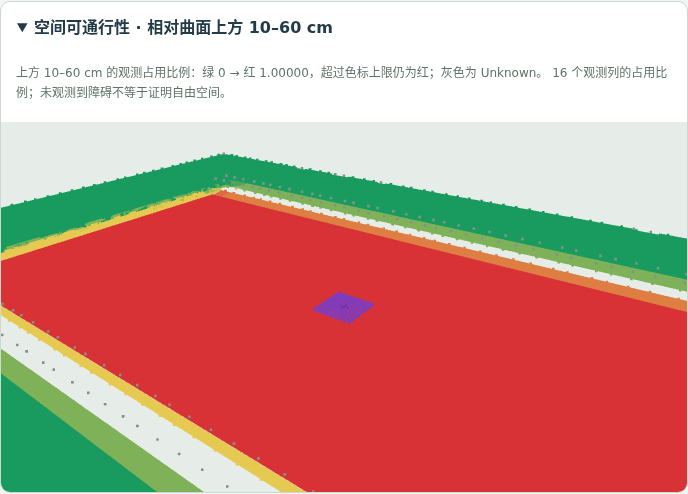 ▼ 空间可通行性 · 相对曲面上方 10–60 cm
上方 10–60 cm 的观测占用比例：绿 0 → 红 1.00000，超过色标上限仍为红；灰色为 Unknown。 16 个观测列的占用比
例；未观测到障碍不等于证明自由空间。